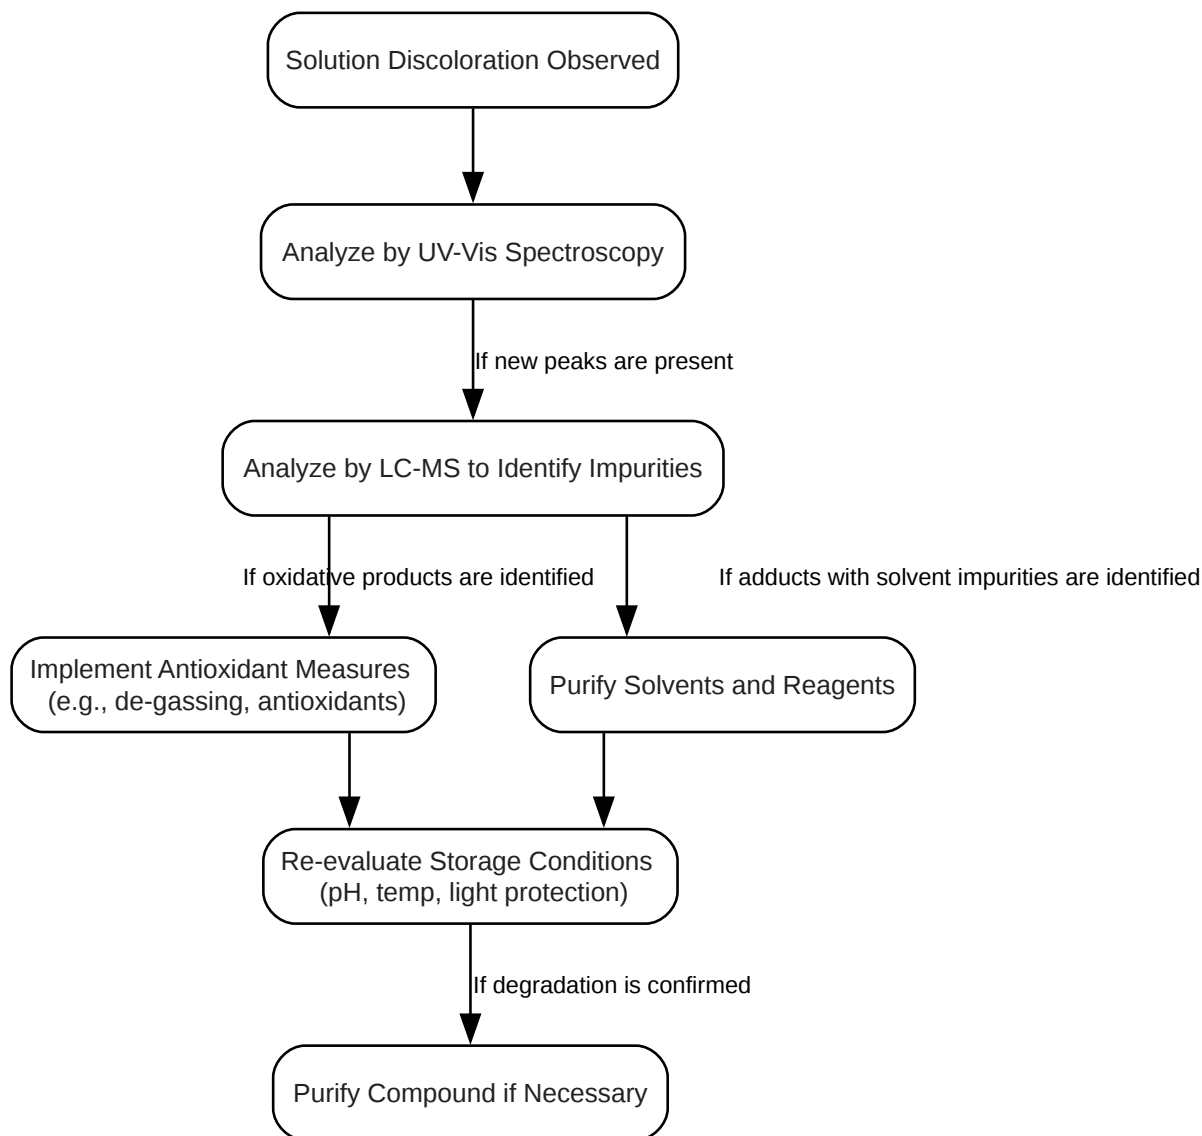 Solution Discoloration Observed
Analyze by UV-Vis Spectroscopy
If new peaks are present
Analyze by LC-MS to Identify Impurities
If oxidative products are identified
If adducts with solvent impurities are identified
Implement Antioxidant Measures
(e.g., de-gassing, antioxidants)
Purify Solvents and Reagents
Re-evaluate Storage Conditions
(pH, temp, light protection)
If degradation is confirmed
Purify Compound if Necessary